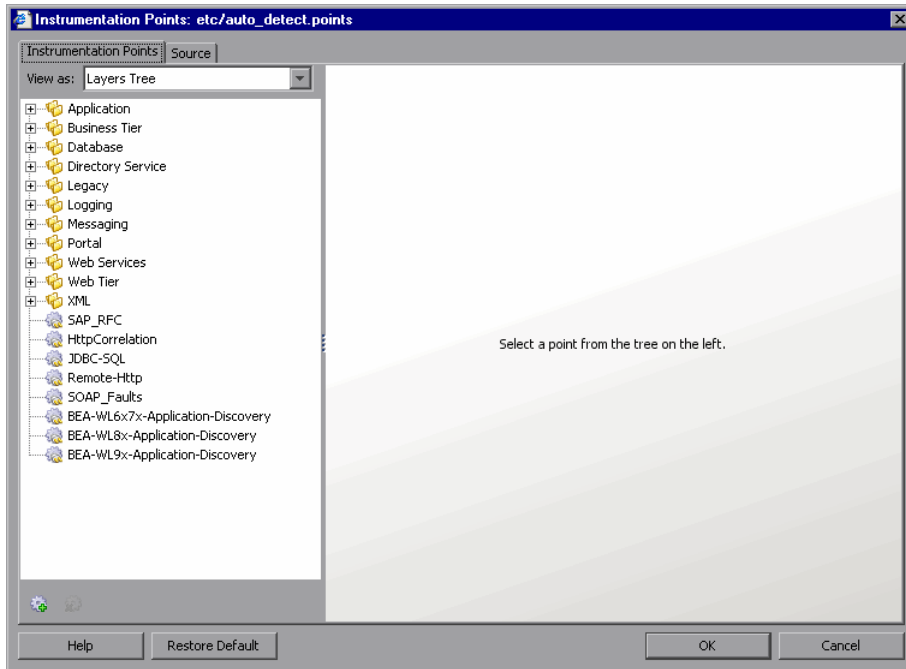 Instrumentation Points: etc/auto_detect.points
Instrumentation Points
Source
View as: Layers Tree
Application
Business Tier
Database
Directory Service
Legacy
Logging
Messaging
Portal
Web Services
Web Tier
XML
SAP_RFC
HttpCorrelation
JDBC-SQL
Remote-Http
SOAP_Faults
BEA-WL6x7x-Application-Discovery
BEA-WL8x-Application-Discovery
BEA-WL9x-Application-Discovery
Select a point from the tree on the left.
Help
Restore Default
OK
Cancel